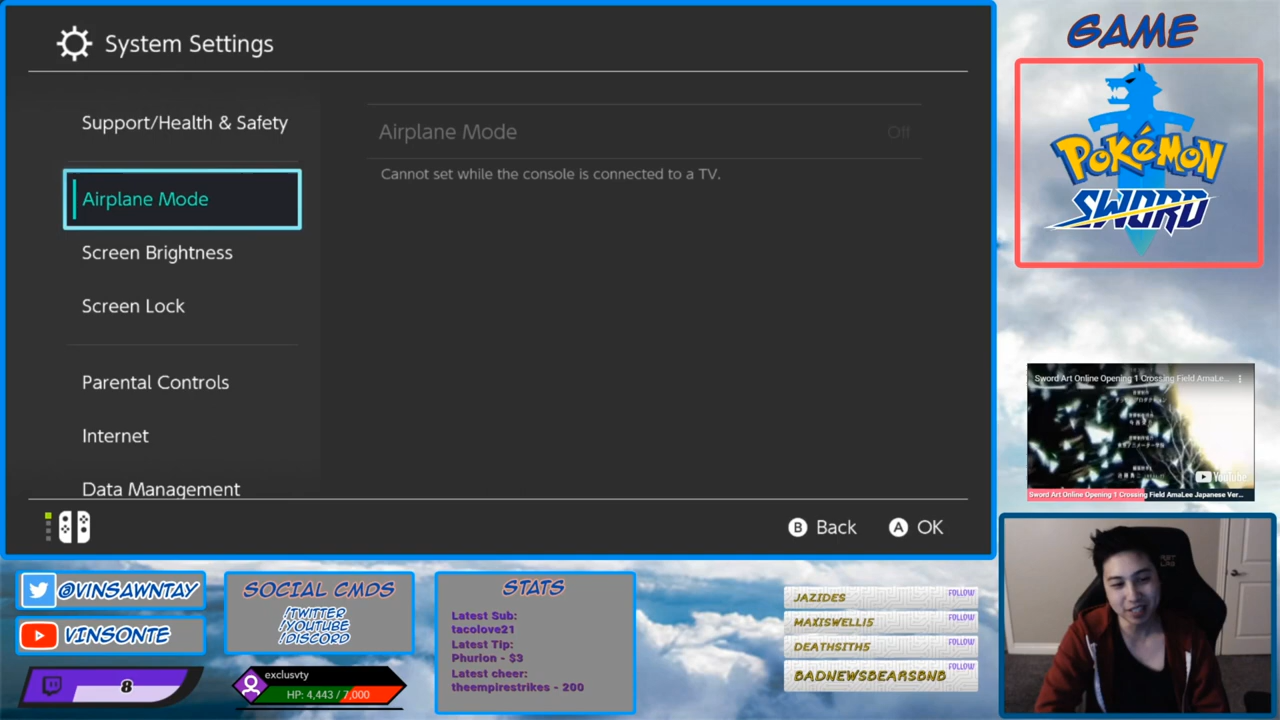 System Settings
Support/Health & Safety
Airplane Mode
Screen Brightness
Screen Lock
Parental Controls
Internet
Data Management
Airplane Mode Off
Cannot set while the console is connected to a TV.
B Back A OK
GAME
POKéMON
SWORD
Sword Art Online Opening 1 Crossing Field AmaLe...
YouTube
Sword Art Online Opening 1 Crossing Field AmaLee Japanese Ver...
@VINSAWNTAY
VINSONTE
8
SOCIAL CMDS
/TWITTER
/YOUTUBE
/DISCORD
exclusvty
HP: 4,443 / 7,000
STATS
Latest Sub:
tacolove21
Latest Tip:
Phurion - $3
Latest cheer:
theempirestrikes - 200
JAZIDES FOLLOW
MAXISWELL15 FOLLOW
DEATHSITH5 FOLLOW
BADNEWSBEARSBNB FOLLOW